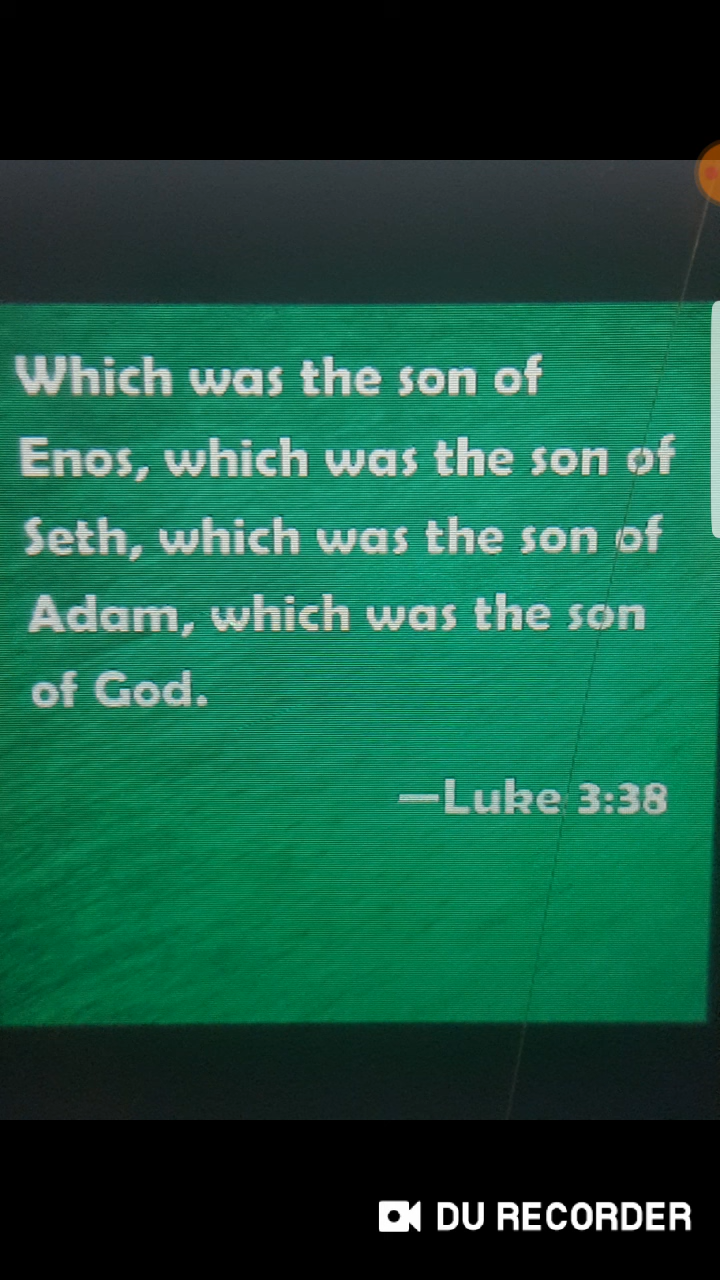 Which was the son of
Enos, which was the son of
Seth, which was the son of
Adam, which was the son
of God.
—Luke 3:38
DU RECORDER